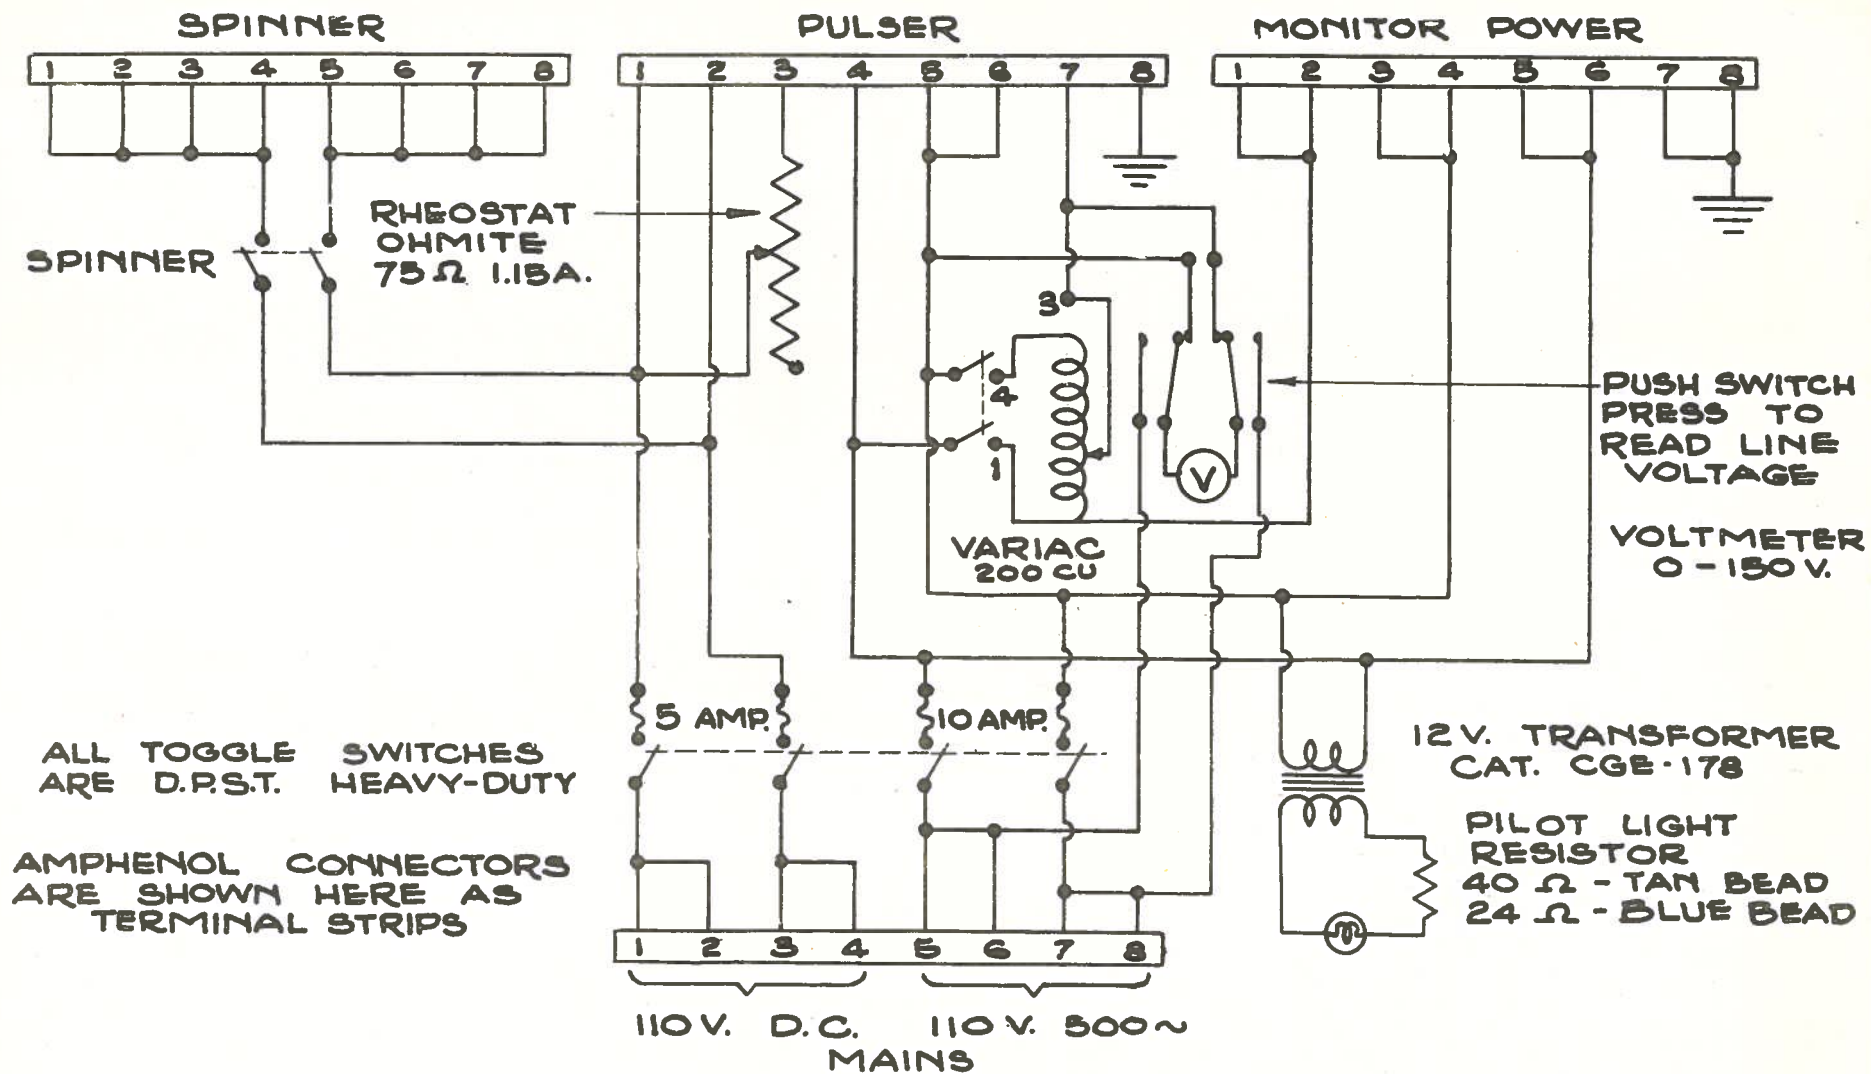 SPINNER
1 2 3 4 5 6 7 8
PULSER
1 2 3 4 5 6 7 8
MONITOR POWER
1 2 3 4 5 6 7 8
RHEOSTAT
OHMITE
75 Ω 1.15A.
SPINNER
3
4
1
V
VARIAC
200 CU
PUSH SWITCH
PRESS TO
READ LINE
VOLTAGE
VOLTMETER
0 - 150 V.
5 AMP.
10 AMP.
12 V. TRANSFORMER
CAT. CGE-178
PILOT LIGHT
RESISTOR
40 Ω - TAN BEAD
24 Ω - BLUE BEAD
ALL TOGGLE SWITCHES
ARE D.P.S.T. HEAVY-DUTY
AMPHENOL CONNECTORS
ARE SHOWN HERE AS
TERMINAL STRIPS
1 2 3 4 5 6 7 8
110 V. D.C. 110 V. 500~
MAINS